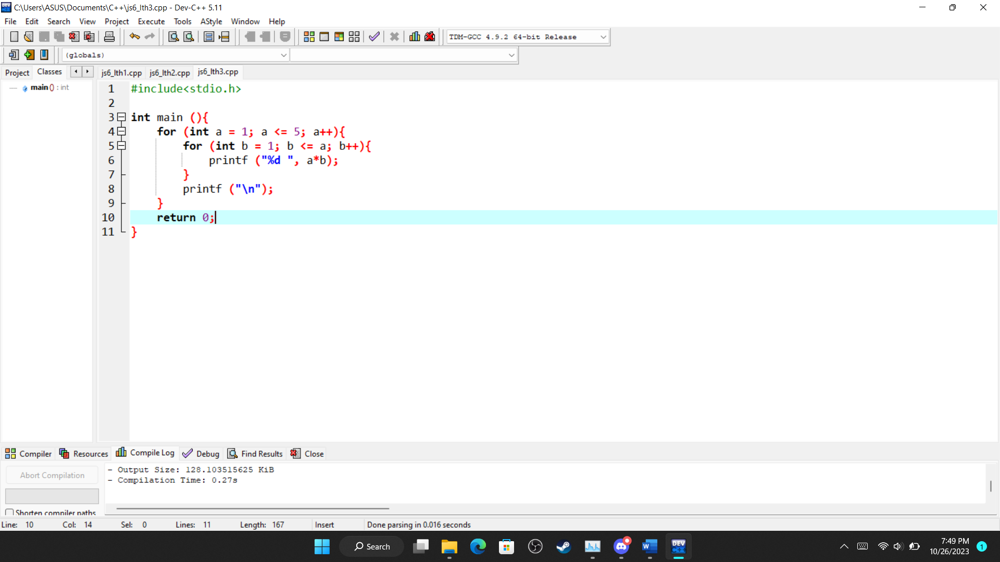 C:\Users\ASUS\Documents\C++\js6_lth3.cpp - Dev-C++ 5.11
File Edit Search View Project Execute Tools AStyle Window Help
TDM-GCC 4.9.2 64-bit Release
(globals)
Project Classes js6_lth1.cpp js6_lth2.cpp js6_lth3.cpp
main () : int
1 #include<stdio.h>
2
3 int main (){
4 for (int a = 1; a <= 5; a++){
5 for (int b = 1; b <= a; b++){
6 printf ("%d ", a*b);
7 }
8 printf ("\n");
9 }
10 return 0;
11 }
Compiler Resources Compile Log Debug Find Results Close
Abort Compilation
- Output Size: 128.103515625 KiB
- Compilation Time: 0.27s
Shorten compiler paths
Line: 10 Col: 14 Sel: 0 Lines: 11 Length: 167 Insert Done parsing in 0.016 seconds
Search
DEV C++
7:49 PM
10/26/2023
1